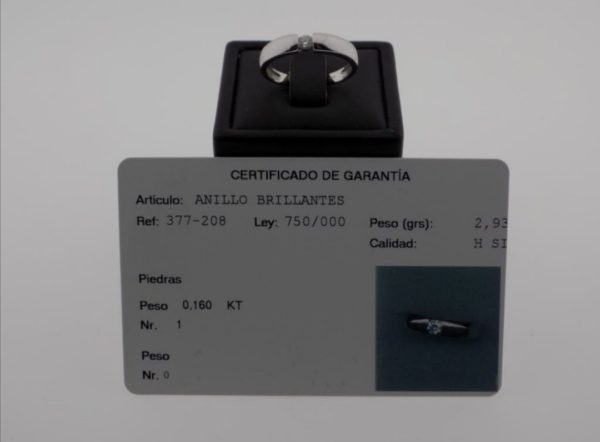 CERTIFICADO DE GARANTÍA
Artículo: ANILLO BRILLANTES
Ref: 377-208 Ley: 750/000 Peso (grs): 2,93
Calidad: H SI
Piedras
Peso 0,160 KT
Nr. 1
Peso
Nr. 0